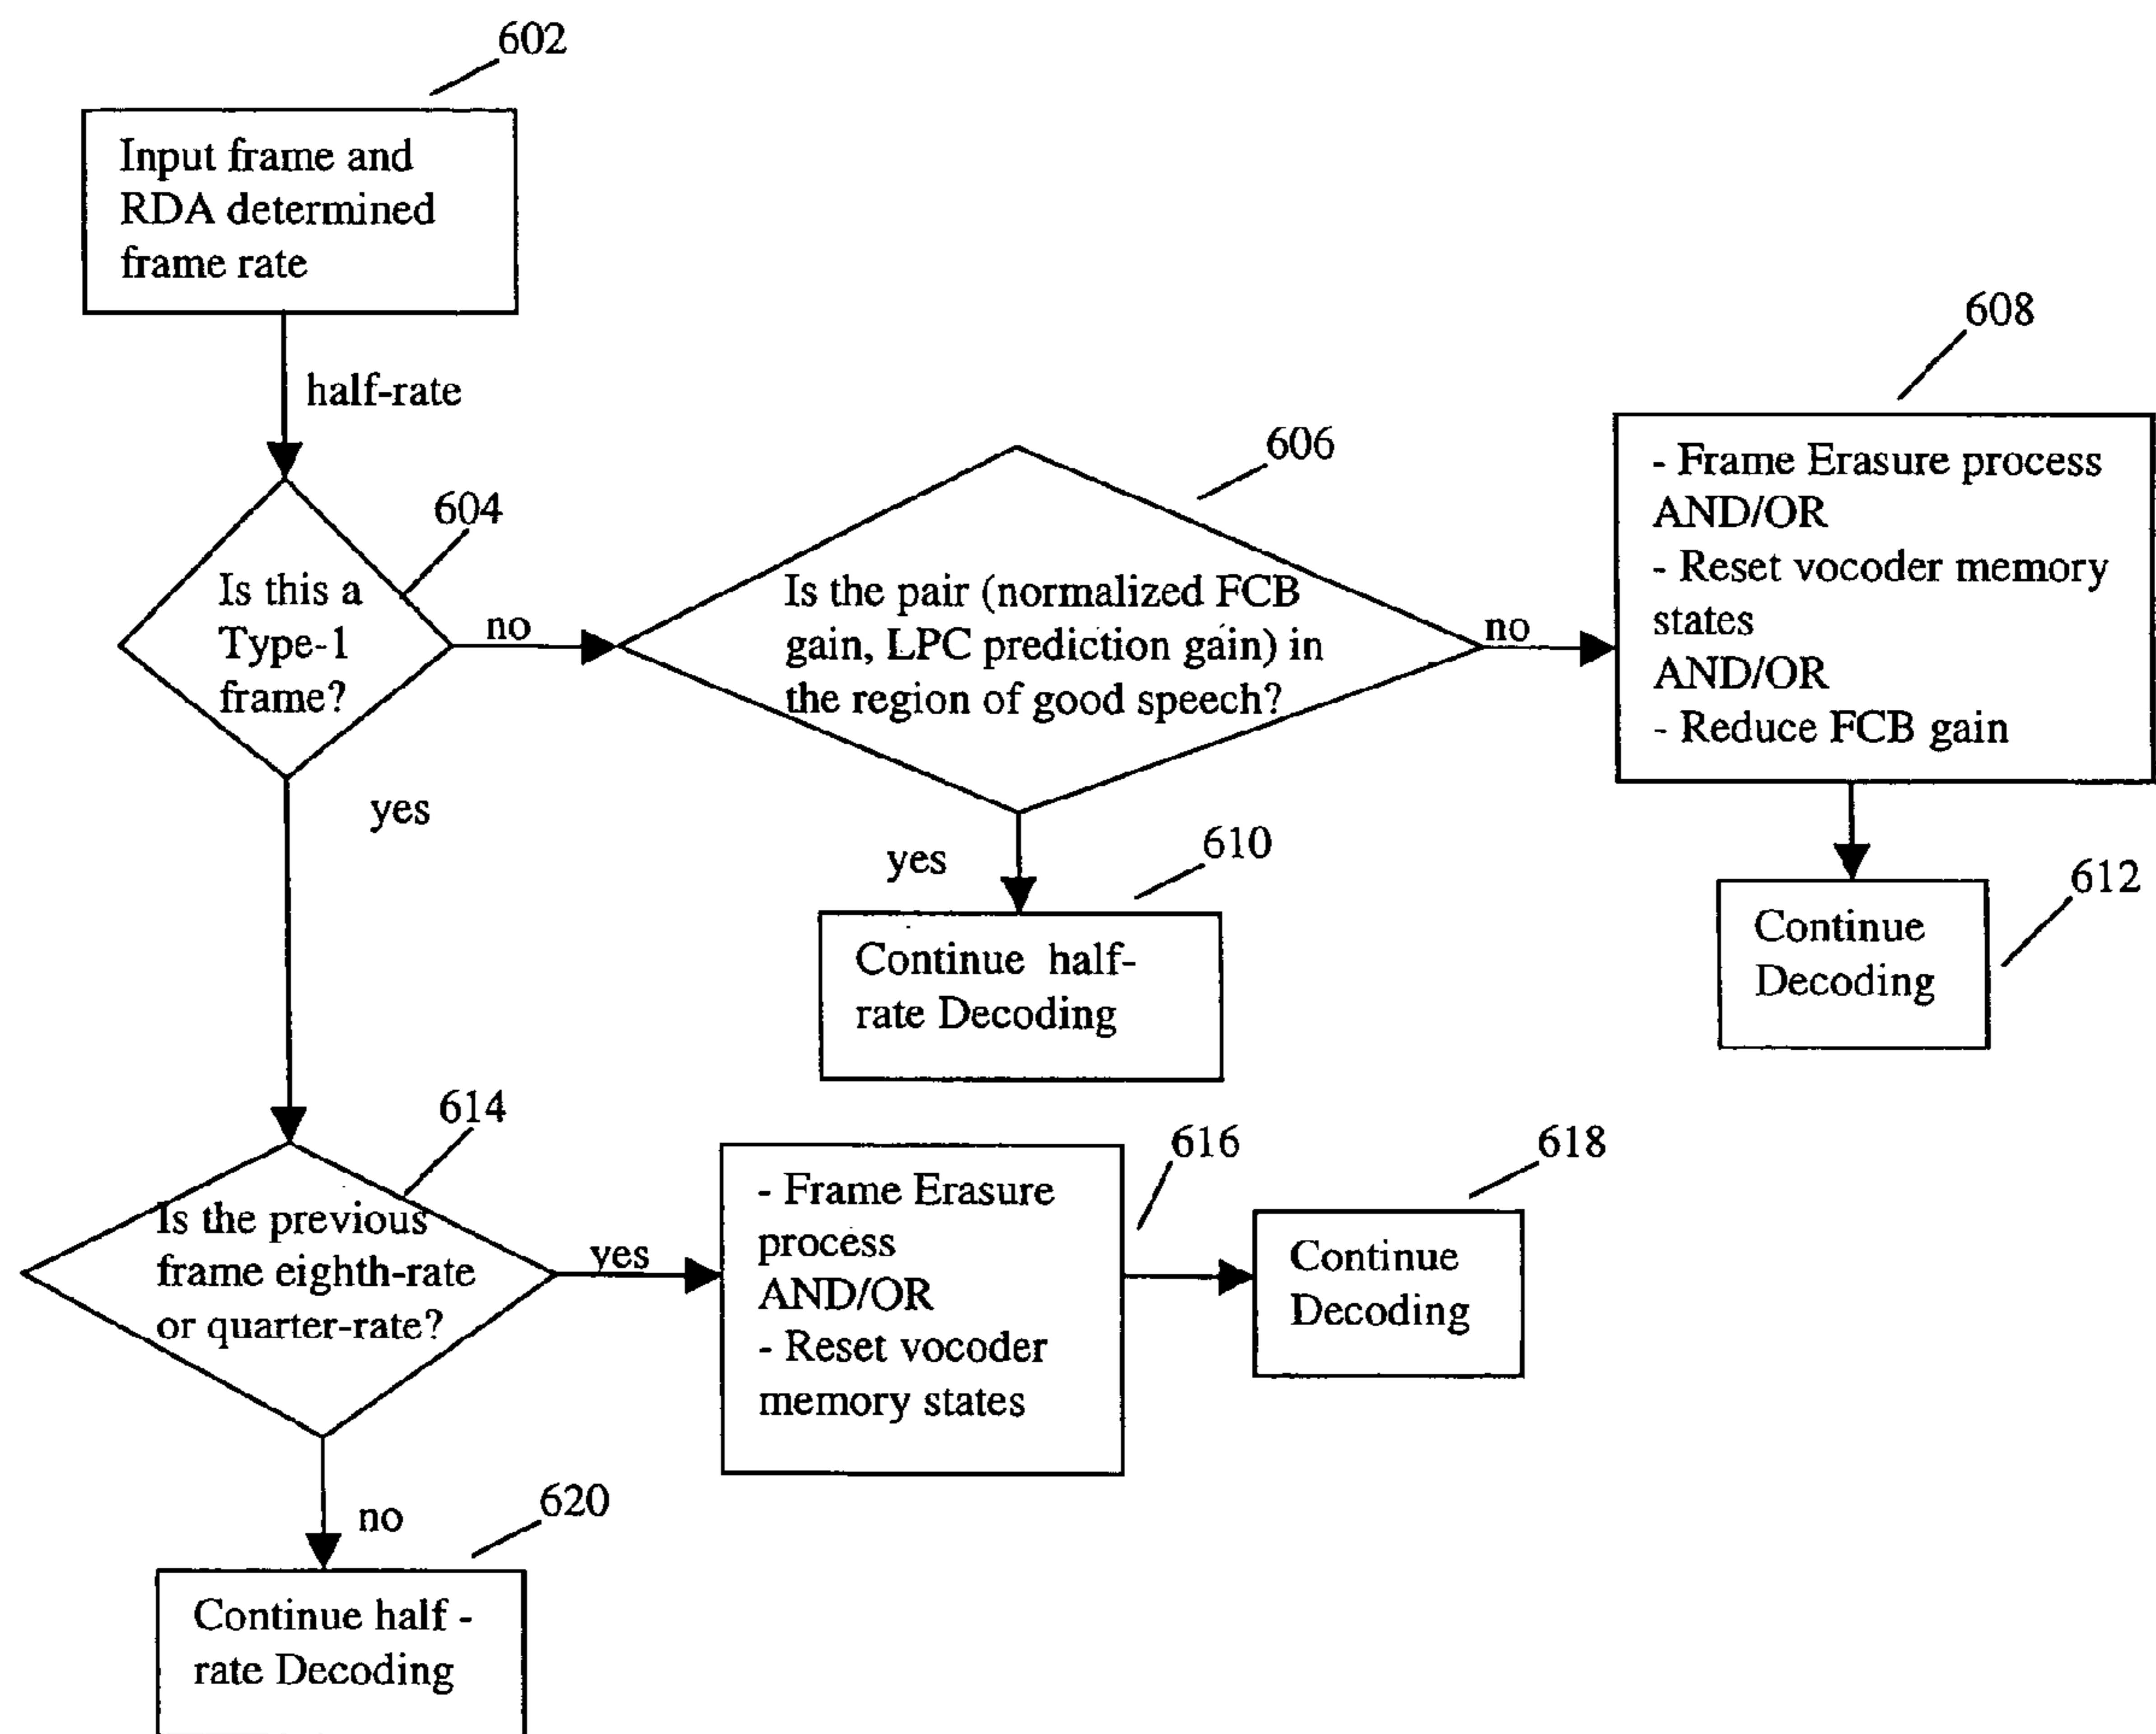 602
Input frame and
RDA determined
frame rate
half-rate
604
Is this a
Type-1
frame?
no
606
Is the pair (normalized FCB
gain, LPC prediction gain) in
the region of good speech?
no
608
- Frame Erasure process
AND/OR
- Reset vocoder memory
states
AND/OR
- Reduce FCB gain
yes
yes
610
Continue half-
rate Decoding
612
Continue
Decoding
614
Is the previous
frame eighth-rate
or quarter-rate?
yes
616
- Frame Erasure
process
AND/OR
- Reset vocoder
memory states
618
Continue
Decoding
no
620
Continue half -
rate Decoding